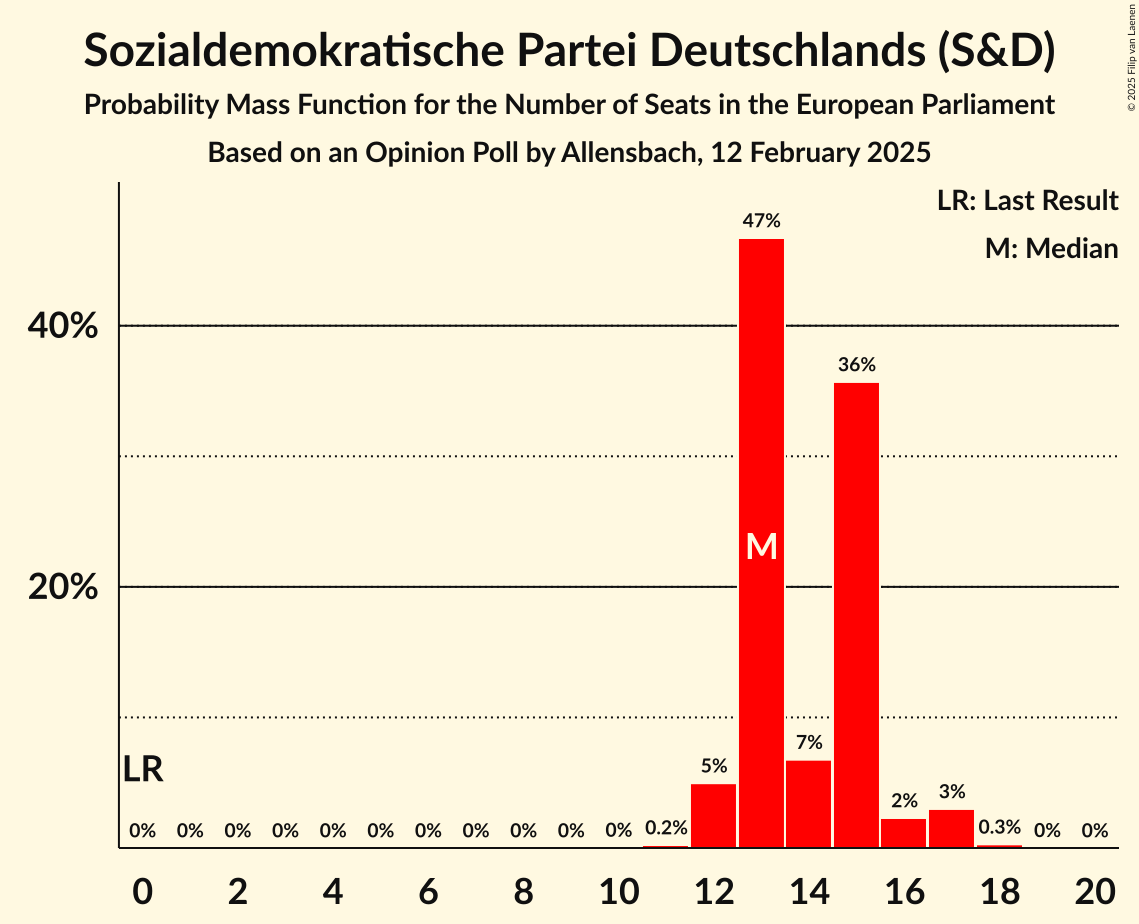 Sozialdemokratische Partei Deutschlands (S&D)
Probability Mass Function for the Number of Seats in the European Parliament
Based on an Opinion Poll by Allensbach, 12 February 2025
© 2025 Filip van Laenen
LR: Last Result
M: Median
47%
40%
36%
M
20%
7%
LR
5%
3%
2%
0% 0% 0% 0% 0% 0% 0% 0% 0% 0% 0% 0.2% 0.3% 0% 0%
0 2 4 6 8 10 12 14 16 18 20